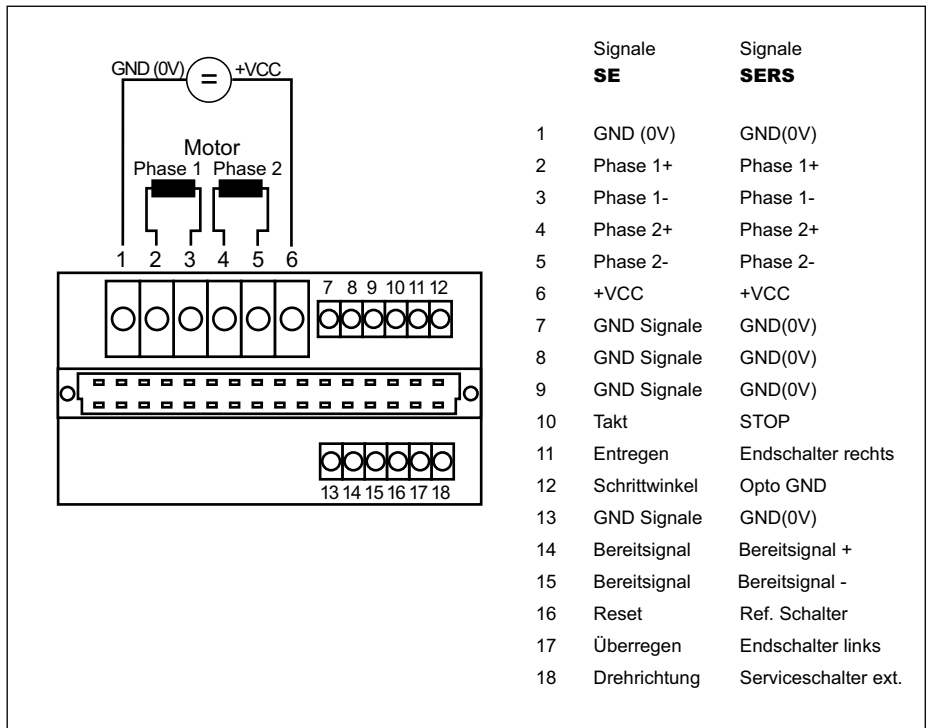 GND (0V) = +VCC
Motor
Phase 1 Phase 2
1 2 3 4 5 6
7 8 9 10 11 12
13 14 15 16 17 18
Signale Signale
SE SERS
1 GND (0V) GND(0V)
2 Phase 1+ Phase 1+
3 Phase 1- Phase 1-
4 Phase 2+ Phase 2+
5 Phase 2- Phase 2-
6 +VCC +VCC
7 GND Signale GND(0V)
8 GND Signale GND(0V)
9 GND Signale GND(0V)
10 Takt STOP
11 Entregen Endschalter rechts
12 Schrittwinkel Opto GND
13 GND Signale GND(0V)
14 Bereitsignal Bereitsignal +
15 Bereitsignal Bereitsignal -
16 Reset Ref. Schalter
17 Überregen Endschalter links
18 Drehrichtung Serviceschalter ext.